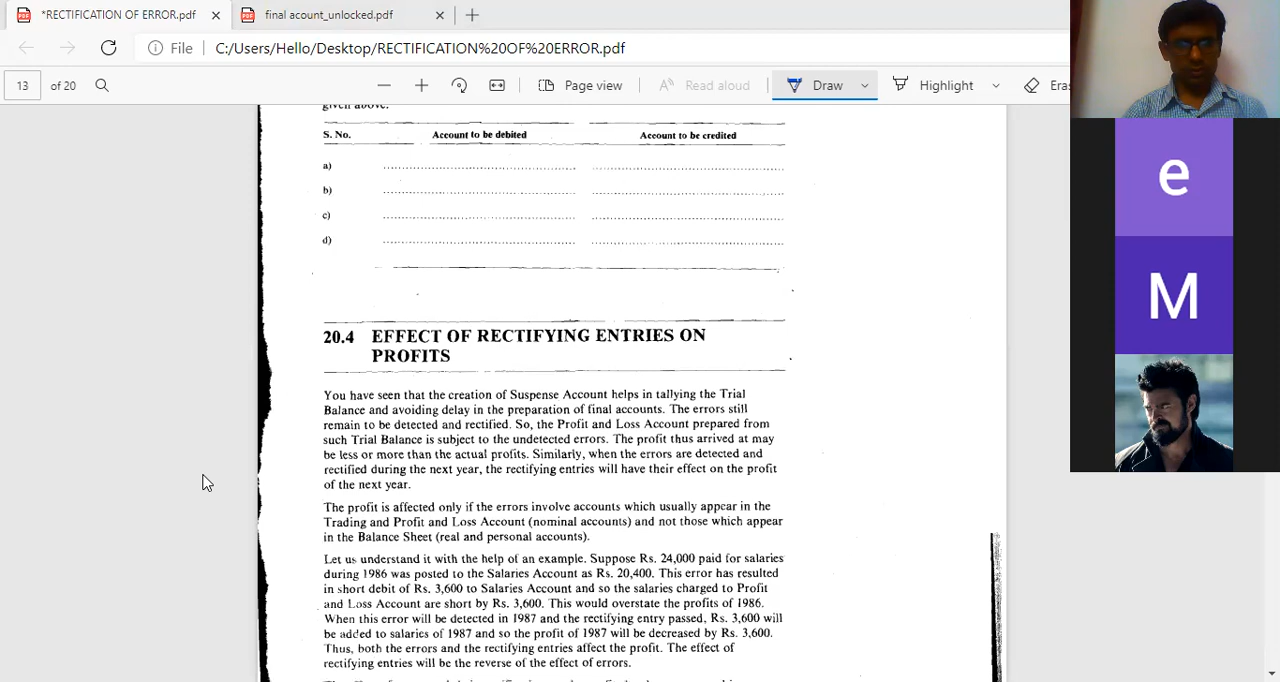 *RECTIFICATION OF ERROR.pdf
final acount_unlocked.pdf
File
C:/Users/Hello/Desktop/RECTIFICATION%20OF%20ERROR.pdf
13 of 20
Page view
Read aloud
Draw
Highlight
Eras
given above.
S. No. Account to be debited Account to be credited
a)
b)
c)
d)
20.4 EFFECT OF RECTIFYING ENTRIES ON
PROFITS
You have seen that the creation of Suspense Account helps in tallying the Trial
Balance and avoiding delay in the preparation of final accounts. The errors still
remain to be detected and rectified. So, the Profit and Loss Account prepared from
such Trial Balance is subject to the undetected errors. The profit thus arrived at may
be less or more than the actual profits. Similarly, when the errors are detected and
rectified during the next year, the rectifying entries will have their effect on the profit
of the next year.
The profit is affected only if the errors involve accounts which usually appear in the
Trading and Profit and Loss Account (nominal accounts) and not those which appear
in the Balance Sheet (real and personal accounts).
Let us understand it with the help of an example. Suppose Rs. 24,000 paid for salaries
during 1986 was posted to the Salaries Account as Rs. 20,400. This error has resulted
in short debit of Rs. 3,600 to Salaries Account and so the salaries charged to Profit
and Loss Account are short by Rs. 3,600. This would overstate the profits of 1986.
When this error will be detected in 1987 and the rectifying entry passed, Rs. 3,600 will
be added to salaries of 1987 and so the profit of 1987 will be decreased by Rs. 3,600.
Thus, both the errors and the rectifying entries affect the profit. The effect of
rectifying entries will be the reverse of the effect of errors.
e
M